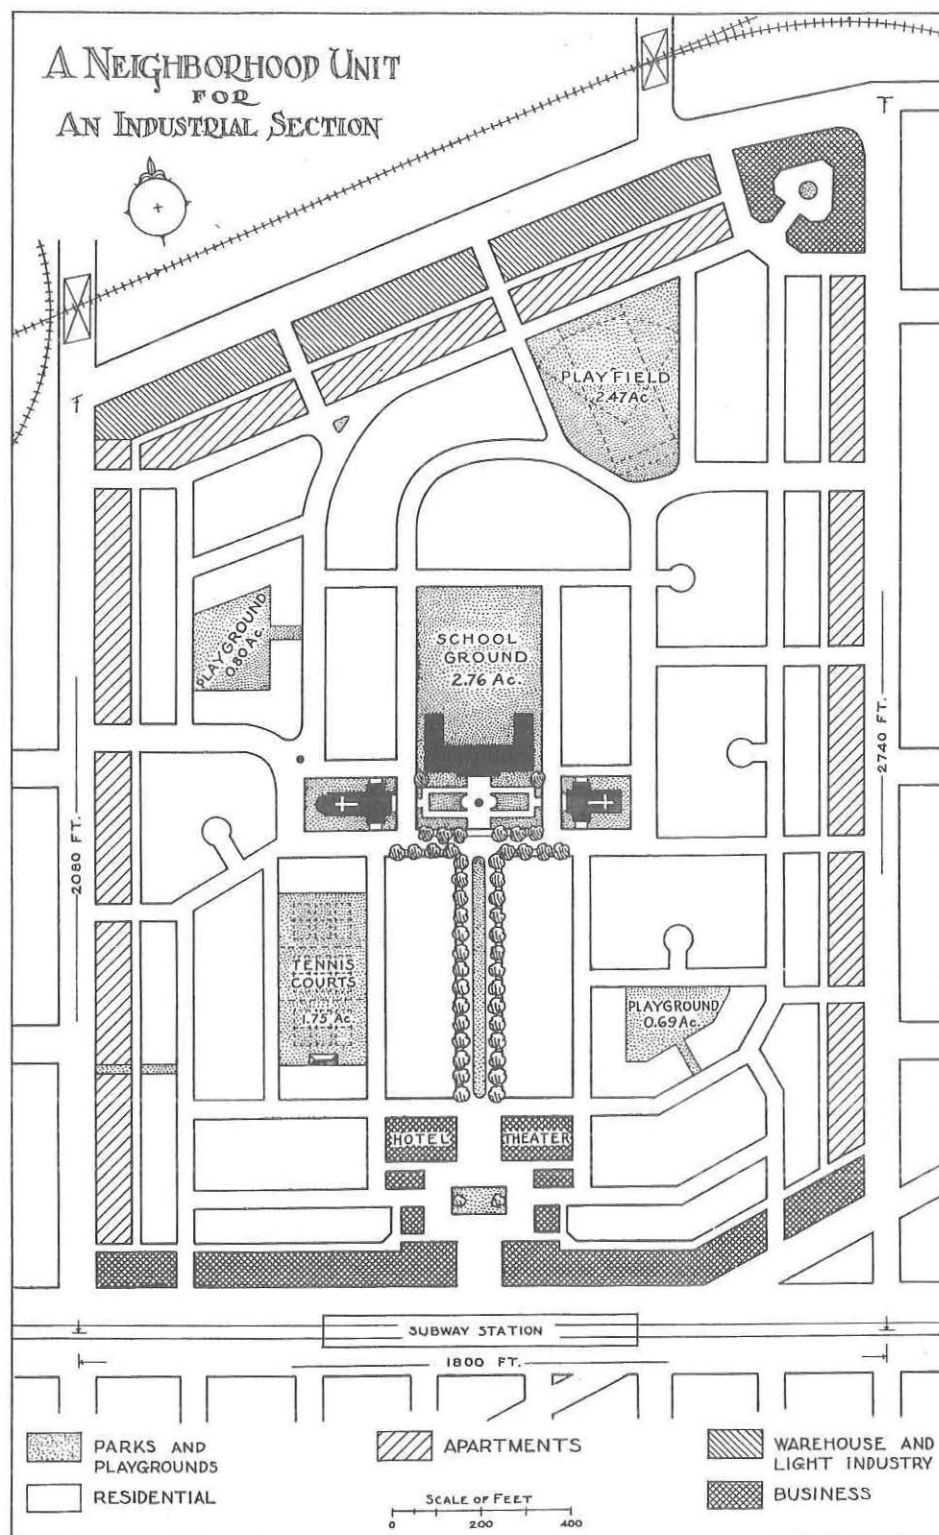 A NEIGHBORHOOD UNIT
FOR
AN INDUSTRIAL SECTION
PLAYFIELD
2.47 Ac
PLAYGROUND
0.80 Ac.
SCHOOL
GROUND
2.76 Ac.
2740 FT.
2080 FT.
TENNIS
COURTS
1.75 Ac.
PLAYGROUND
0.69 Ac.
HOTEL
THEATER
SUBWAY STATION
1800 FT.
PARKS AND
PLAYGROUNDS
RESIDENTIAL
APARTMENTS
SCALE OF FEET
0 200 400
WAREHOUSE AND
LIGHT INDUSTRY
BUSINESS